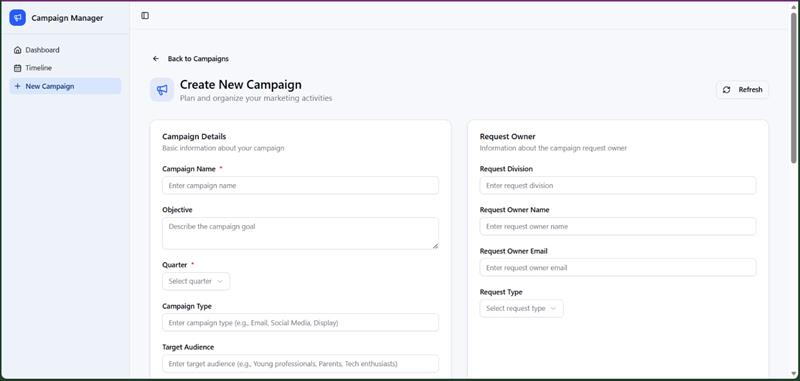 Campaign Manager
Dashboard
Timeline
New Campaign
Back to Campaigns
Create New Campaign
Plan and organize your marketing activities
Refresh
Campaign Details
Basic information about your campaign
Campaign Name *
Enter campaign name
Objective
Describe the campaign goal
Quarter *
Select quarter
Campaign Type
Enter campaign type (e.g., Email, Social Media, Display)
Target Audience
Enter target audience (e.g., Young professionals, Parents, Tech enthusiasts)
Request Owner
Information about the campaign request owner
Request Division
Enter request division
Request Owner Name
Enter request owner name
Request Owner Email
Enter request owner email
Request Type
Select request type